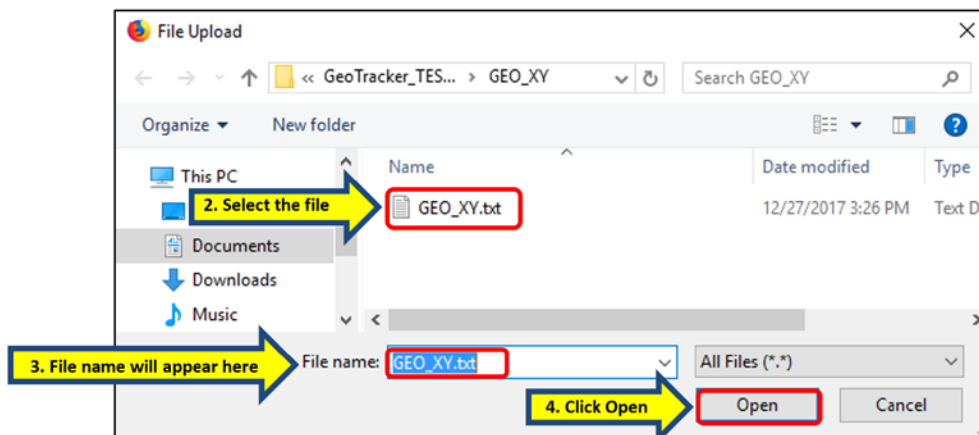 File Upload
« GeoTracker_TES... > GEO_XY
Search GEO_XY
Organize
New folder
Name
Date modified
Type
This PC
2. Select the file
GEO_XY.txt
12/27/2017 3:26 PM
Text D
Documents
Downloads
Music
3. File name will appear here
File name:
GEO_XY.txt
All Files (*.*)
4. Click Open
Open
Cancel